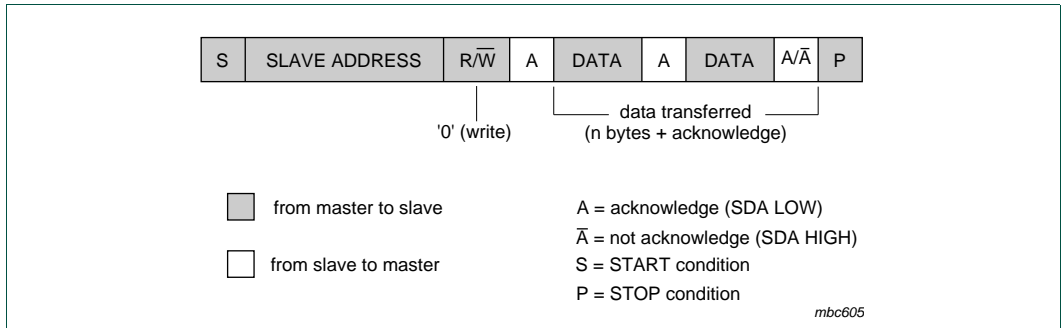 S SLAVE ADDRESS R/W̅ A DATA A DATA A/A̅ P
data transferred
'0' (write) (n bytes + acknowledge)
from master to slave
from slave to master
A = acknowledge (SDA LOW)
A̅ = not acknowledge (SDA HIGH)
S = START condition
P = STOP condition
mbc605